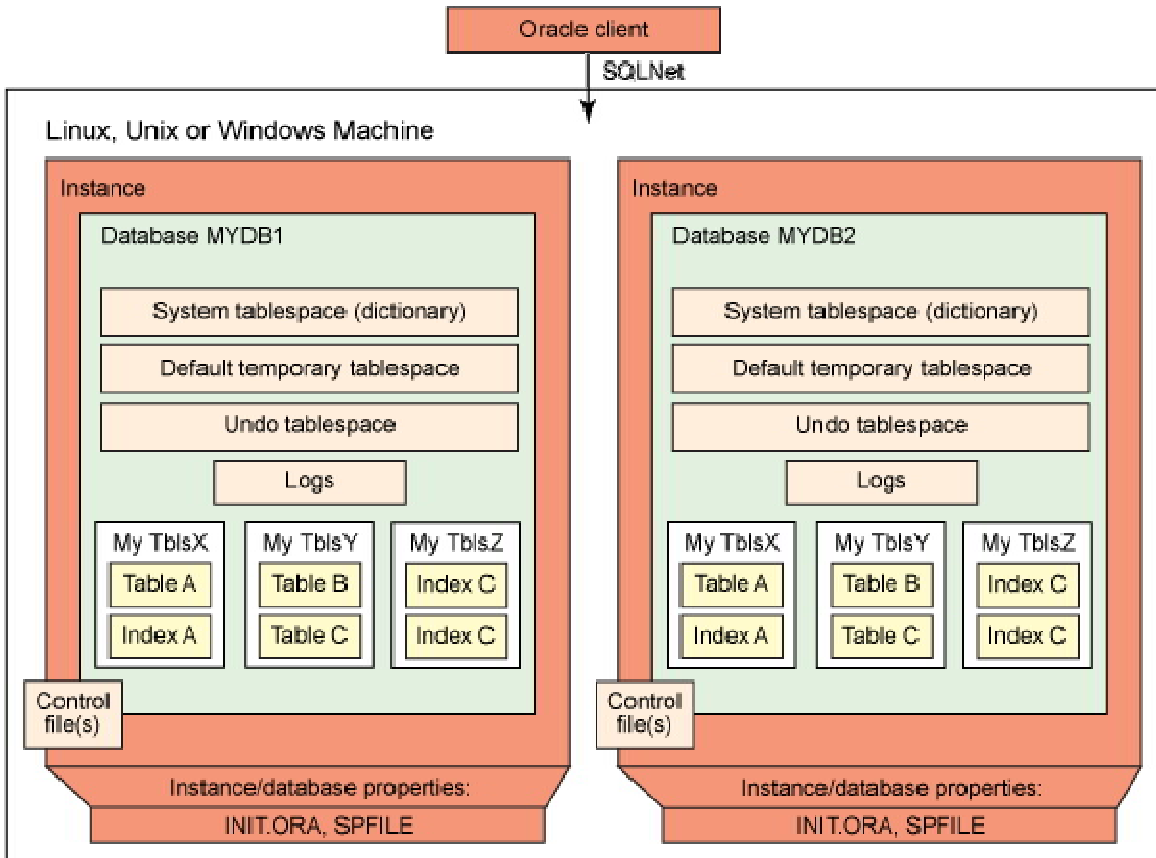 Oracle client
SQLNet
Linux, Unix or Windows Machine
Instance
Database MYDB1
System tablespace (dictionary)
Default temporary tablespace
Undo tablespace
Logs
My TblsX
Table A
Index A
My TblsY
Table B
Table C
My TblsZ
Index C
Index C
Control
file(s)
Instance/database properties:
INIT.ORA, SPFILE
Instance
Database MYDB2
System tablespace (dictionary)
Default temporary tablespace
Undo tablespace
Logs
My TblsX
Table A
Index A
My TblsY
Table B
Table C
My TblsZ
Index C
Index C
Control
file(s)
Instance/database properties:
INIT.ORA, SPFILE